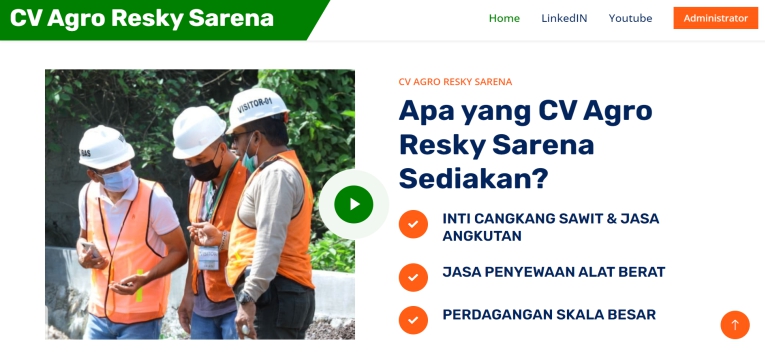 CV Agro Resky Sarena
Home LinkedIN Youtube Administrator
CV AGRO RESKY SARENA
Apa yang CV Agro
Resky Sarena
Sediakan?
INTI CANGKANG SAWIT & JASA
ANGKUTAN
JASA PENYEWAAN ALAT BERAT
PERDAGANGAN SKALA BESAR
VISITOR-01